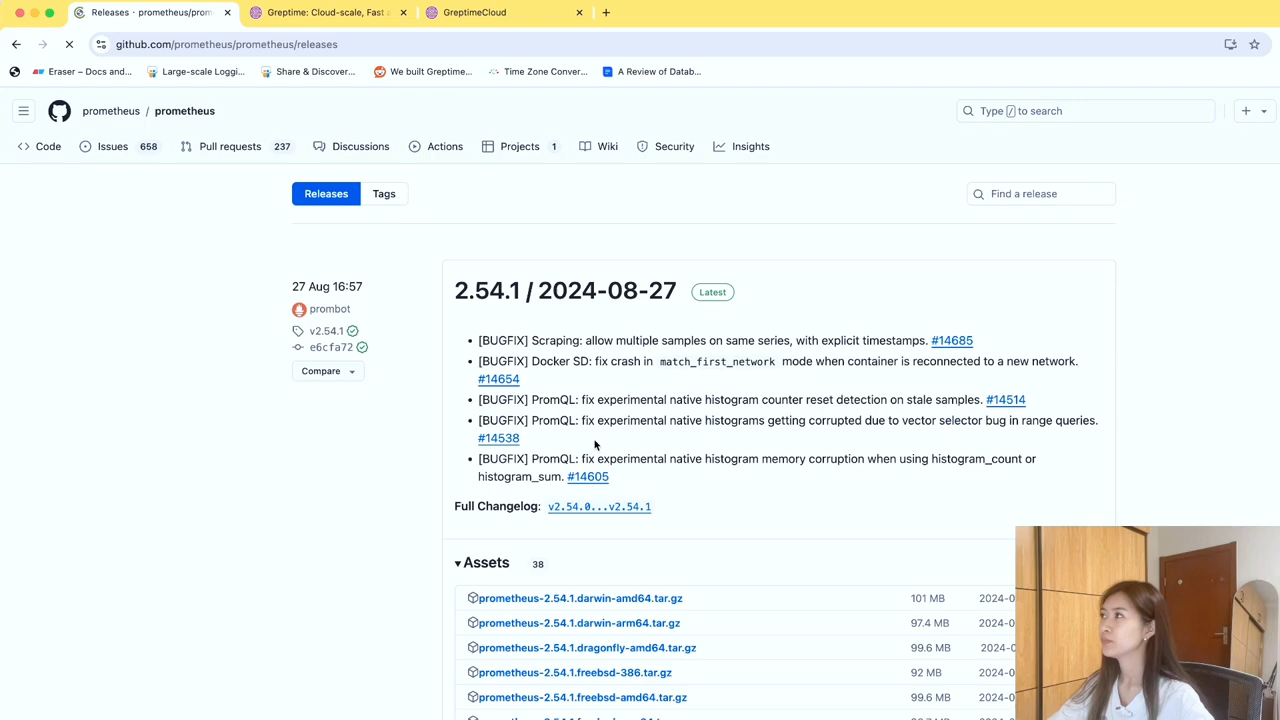 Releases · prometheus/prom
Greptime: Cloud-scale, Fast
GreptimeCloud
github.com/prometheus/prometheus/releases
Eraser – Docs and...
Large-scale Loggi...
Share & Discover...
We built Greptime...
Time Zone Conver...
A Review of Datab...
prometheus / prometheus
Type / to search
Code
Issues 658
Pull requests 237
Discussions
Actions
Projects 1
Wiki
Security
Insights
Releases
Tags
Find a release
27 Aug 16:57
prombot
v2.54.1
e6cfa72
Compare
2.54.1 / 2024-08-27 Latest
• [BUGFIX] Scraping: allow multiple samples on same series, with explicit timestamps. #14685
• [BUGFIX] Docker SD: fix crash in match_first_network mode when container is reconnected to a new network.
#14654
• [BUGFIX] PromQL: fix experimental native histogram counter reset detection on stale samples. #14514
• [BUGFIX] PromQL: fix experimental native histograms getting corrupted due to vector selector bug in range queries.
#14538
• [BUGFIX] PromQL: fix experimental native histogram memory corruption when using histogram_count or
histogram_sum. #14605
Full Changelog: v2.54.0...v2.54.1
Assets 38
prometheus-2.54.1.darwin-amd64.tar.gz 101 MB 2024-0
prometheus-2.54.1.darwin-arm64.tar.gz 97.4 MB 2024-0
prometheus-2.54.1.dragonfly-amd64.tar.gz 99.6 MB 2024-0
prometheus-2.54.1.freebsd-386.tar.gz 92 MB 2024-0
prometheus-2.54.1.freebsd-amd64.tar.gz 99.6 MB 2024-0